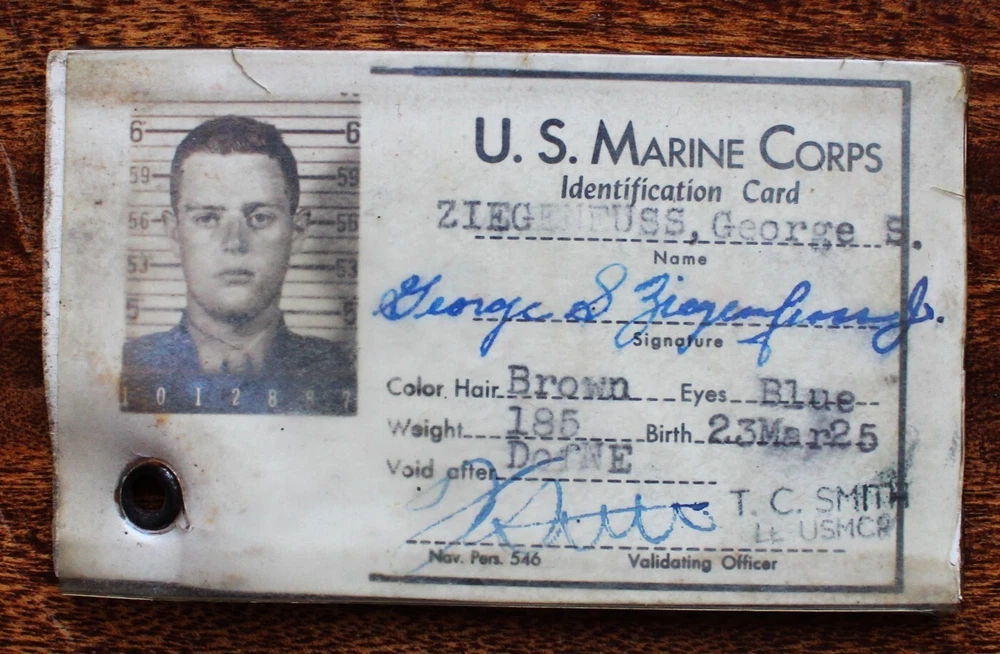 U. S. MARINE CORPS
Identification Card
ZIEGENFUSS, George S.
Name
George S Ziegenfuss Jr.
Signature
Color Hair Brown Eyes Blue
Weight 185 Birth 23Mar25
Void after DofNE
T. C. SMITH
USMCR
Nav. Pers. 546 Validating Officer
6 6
59 59
56 56
53 53
5
1012887